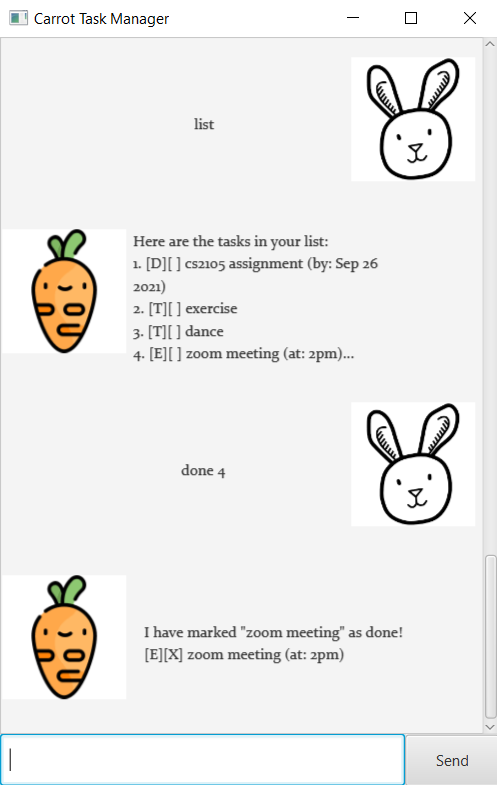 Carrot Task Manager
list
Here are the tasks in your list:
1. [D][ ] cs2105 assignment (by: Sep 26
2021)
2. [T][ ] exercise
3. [T][ ] dance
4. [E][ ] zoom meeting (at: 2pm)...
done 4
I have marked "zoom meeting" as done!
[E][X] zoom meeting (at: 2pm)
Send